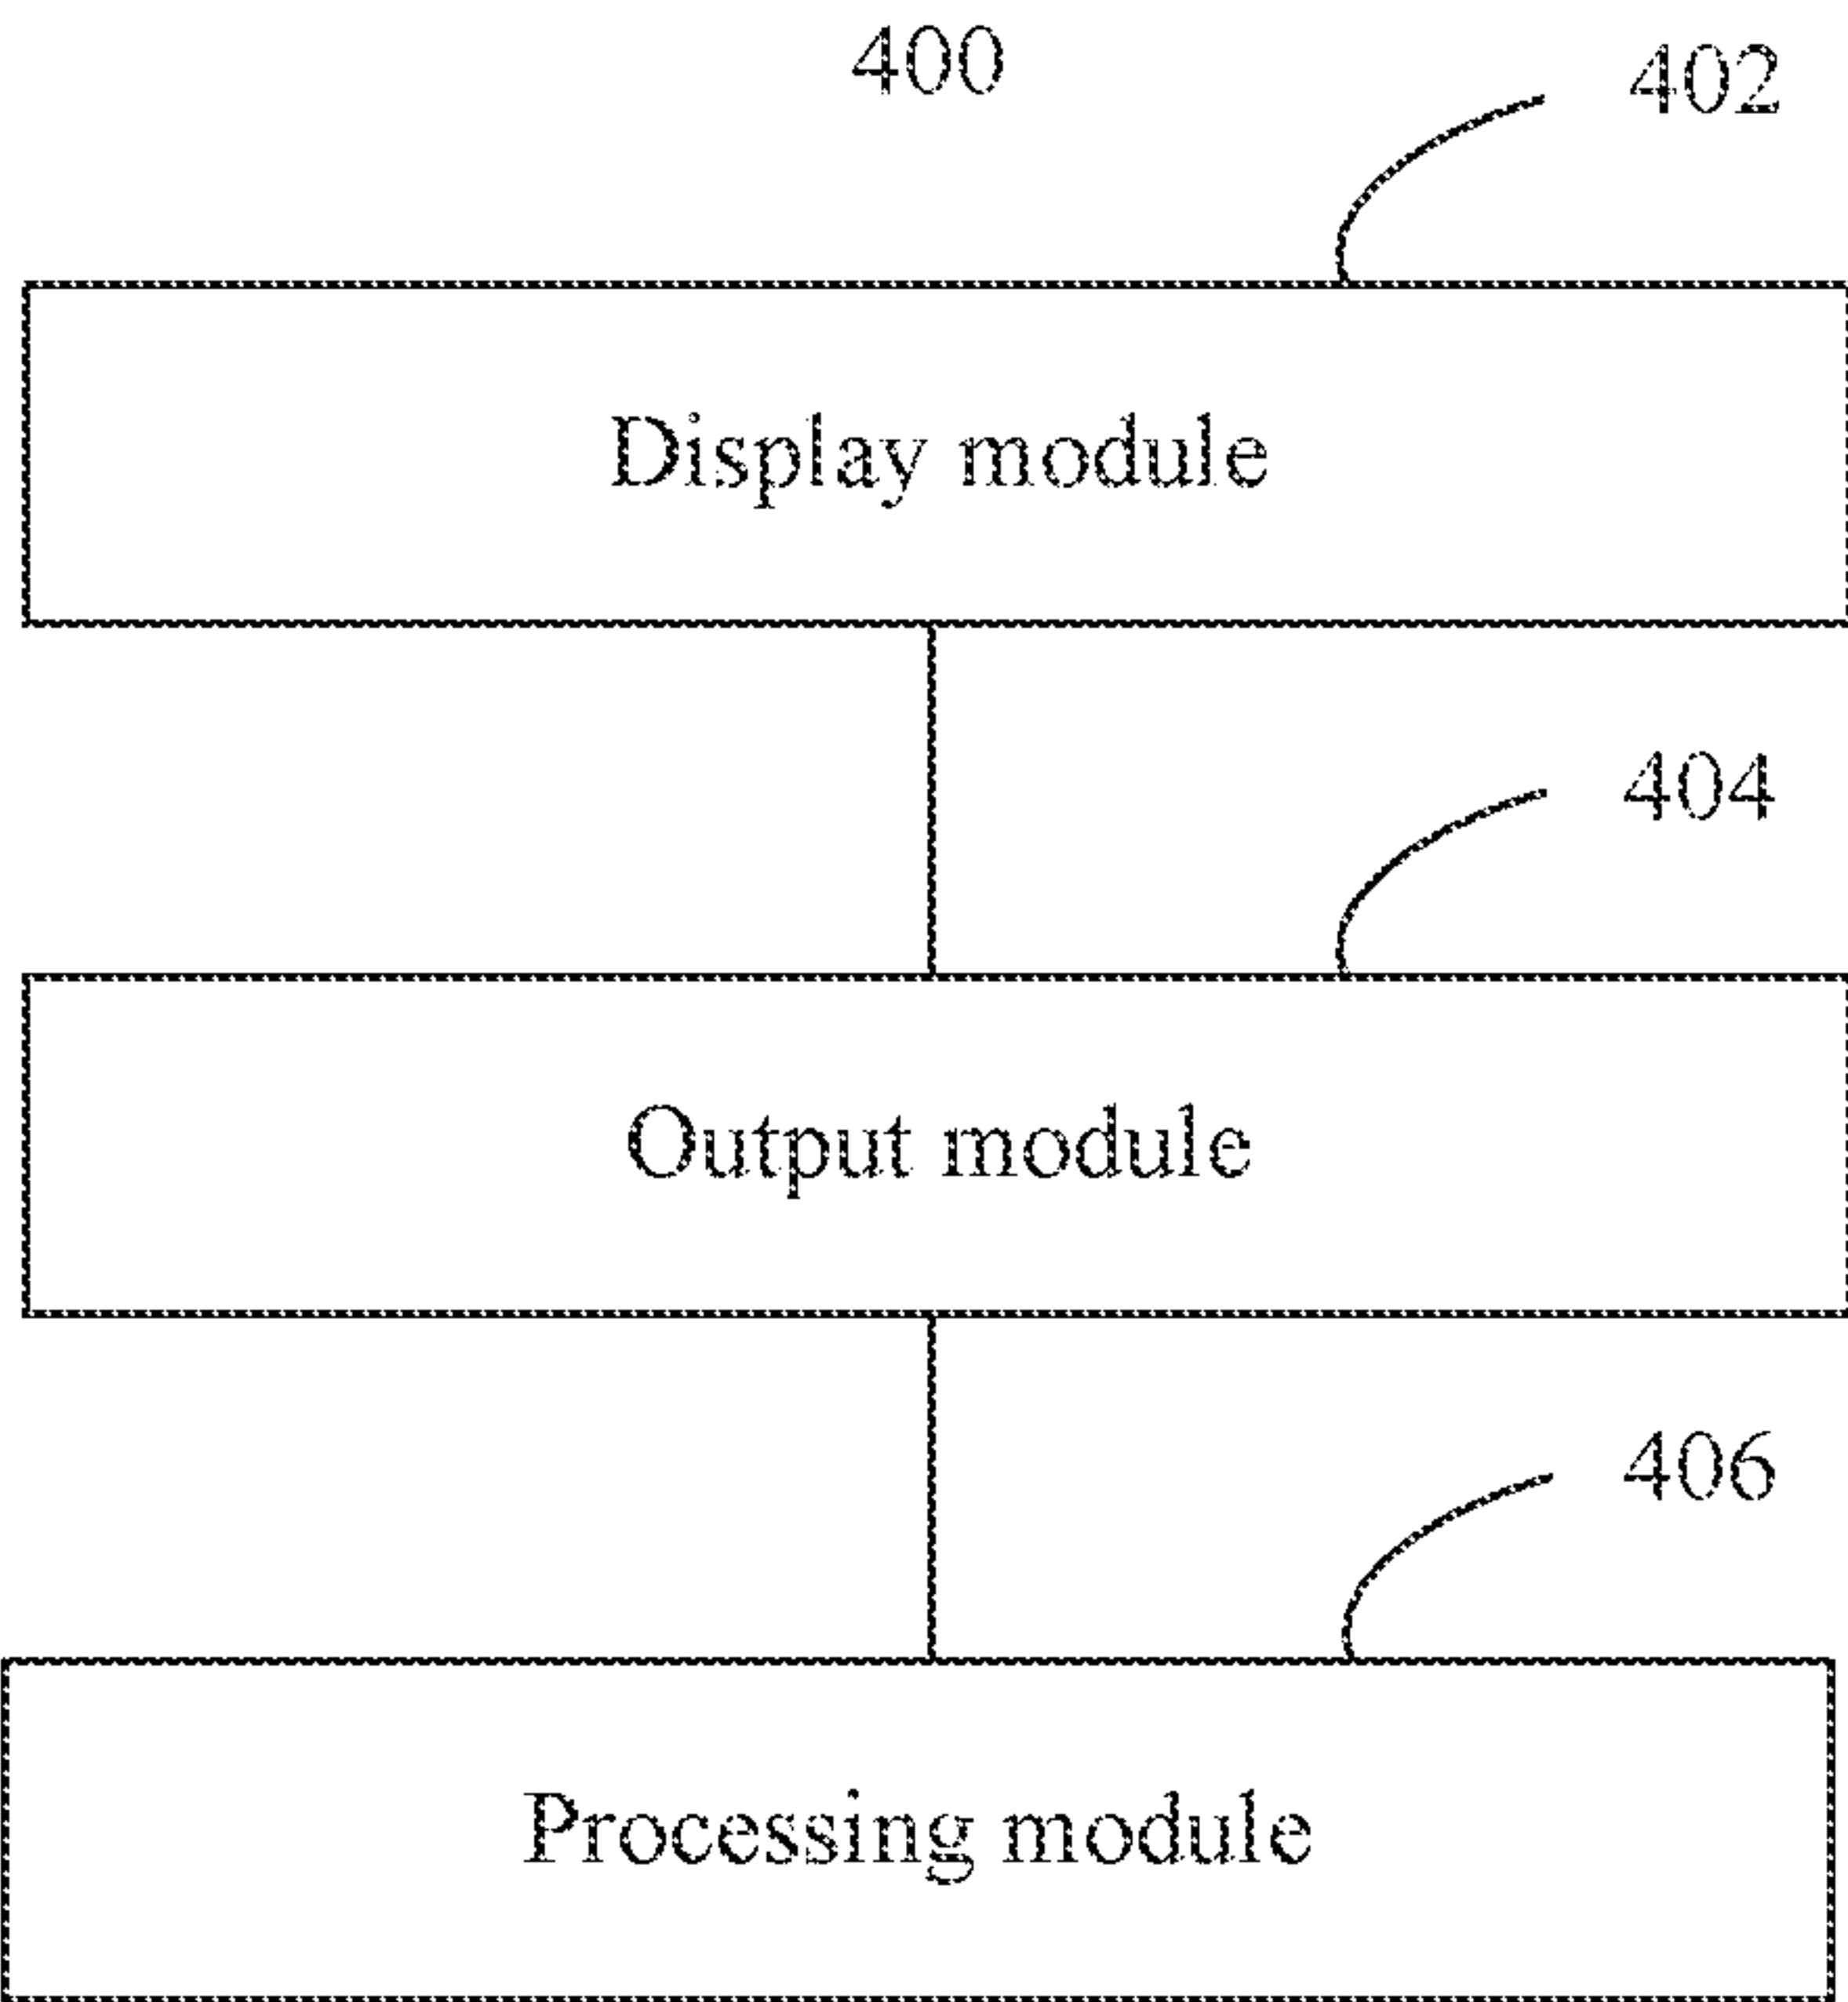 400
402
Display module
404
Output module
406
Processing module